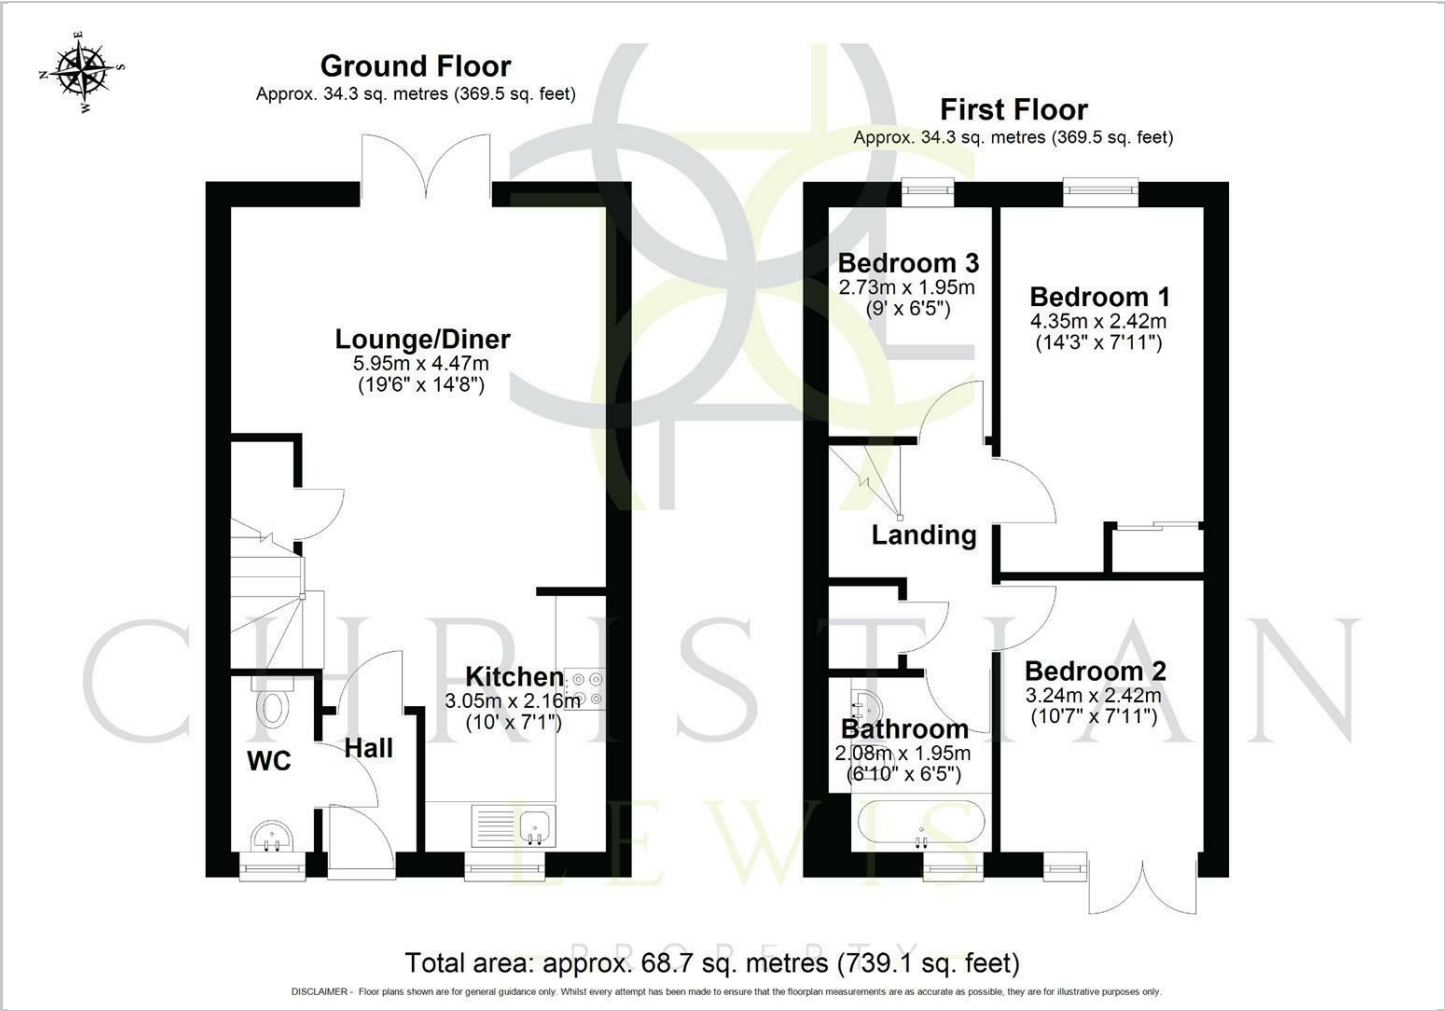 E
N
S
W
Ground Floor
Approx. 34.3 sq. metres (369.5 sq. feet)
Lounge/Diner
5.95m x 4.47m
(19'6" x 14'8")
Kitchen
3.05m x 2.16m
(10' x 7'1")
WC
Hall
First Floor
Approx. 34.3 sq. metres (369.5 sq. feet)
Bedroom 3
2.73m x 1.95m
(9' x 6'5")
Bedroom 1
4.35m x 2.42m
(14'3" x 7'11")
Landing
Bedroom 2
3.24m x 2.42m
(10'7" x 7'11")
Bathroom
2.08m x 1.95m
(6'10" x 6'5")
CHRISTIAN
LEWIS
PROPERTY
Total area: approx. 68.7 sq. metres (739.1 sq. feet)
DISCLAIMER - Floor plans shown are for general guidance only. Whilst every attempt has been made to ensure that the floorplan measurements are as accurate as possible, they are for illustrative purposes only.